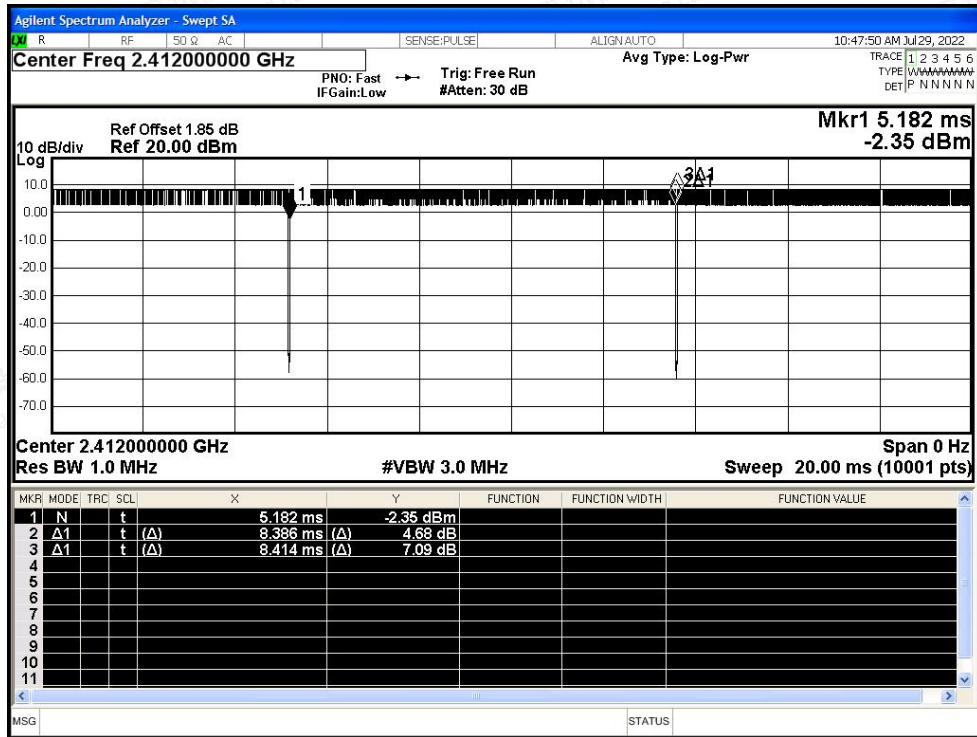 Agilent Spectrum Analyzer - Swept SA
LXI R RF 50 Ω AC SENSE:PULSE ALIGN AUTO 10:47:50 AM Jul 29, 2022
Center Freq 2.412000000 GHz
PNO: Fast
IFGain:Low
Trig: Free Run
#Atten: 30 dB
Avg Type: Log-Pwr
TRACE 1 2 3 4 5 6
TYPE WWWWWW
DET P N N N N N
Mkr1 5.182 ms
-2.35 dBm
Ref Offset 1.85 dB
10 dB/div Ref 20.00 dBm
Log
10.0
0.00
-10.0
-20.0
-30.0
-40.0
-50.0
-60.0
-70.0
1
3Δ1
2Δ1
Center 2.412000000 GHz Span 0 Hz
Res BW 1.0 MHz #VBW 3.0 MHz Sweep 20.00 ms (10001 pts)
MKR MODE TRC SCL X Y FUNCTION FUNCTION WIDTH FUNCTION VALUE
1 N t 5.182 ms -2.35 dBm
2 Δ1 t (Δ) 8.386 ms (Δ) 4.68 dB
3 Δ1 t (Δ) 8.414 ms (Δ) 7.09 dB
4
5
6
7
8
9
10
11
MSG STATUS